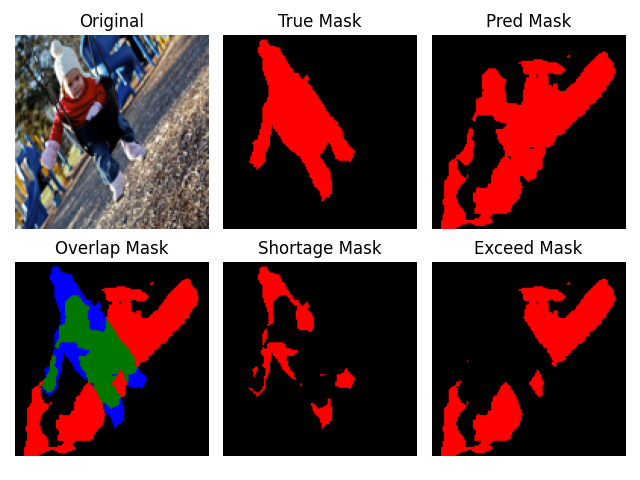 Original
True Mask
Pred Mask
Overlap Mask
Shortage Mask
Exceed Mask